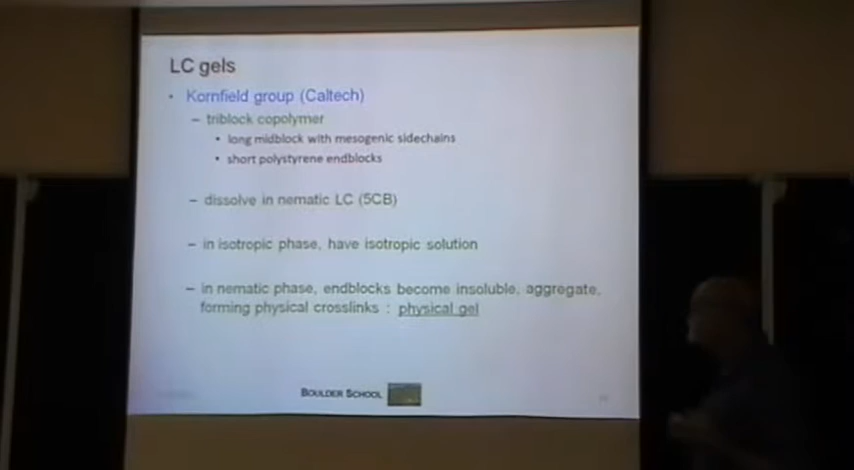 LC gels
• Kornfield group (Caltech)
– triblock copolymer
• long midblock with mesogenic sidechains
• short polystyrene endblocks
– dissolve in nematic LC (5CB)
– in isotropic phase, have isotropic solution
– in nematic phase, endblocks become insoluble, aggregate,
forming physical crosslinks : physical gel
BOULDER SCHOOL